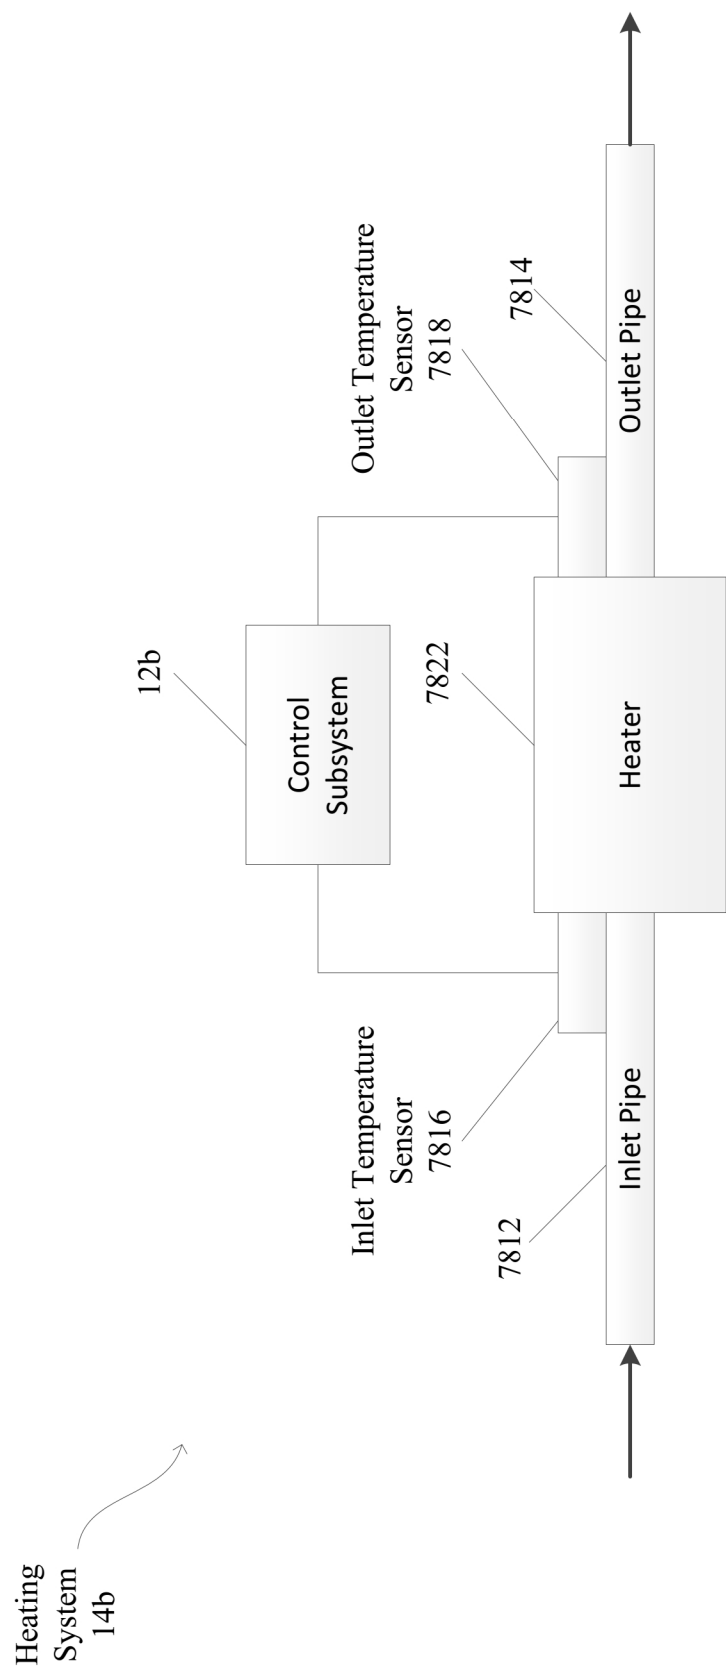 Heating
System
14b
12b
Control
Subsystem
Inlet Temperature
Sensor
7816
Outlet Temperature
Sensor
7818
7812
7822
7814
Inlet Pipe
Heater
Outlet Pipe